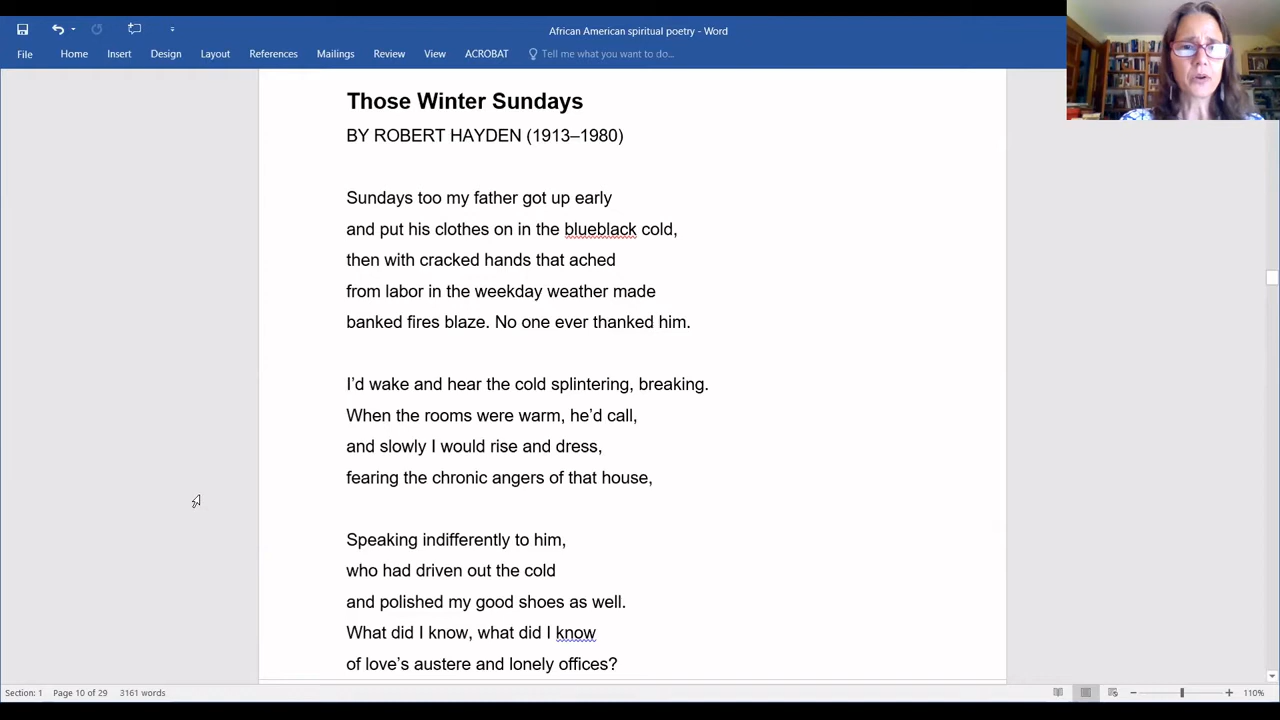 African American spiritual poetry - Word
File Home Insert Design Layout References Mailings Review View ACROBAT Tell me what you want to do...
Those Winter Sundays
BY ROBERT HAYDEN (1913–1980)
Sundays too my father got up early
and put his clothes on in the blueblack cold,
then with cracked hands that ached
from labor in the weekday weather made
banked fires blaze. No one ever thanked him.
I’d wake and hear the cold splintering, breaking.
When the rooms were warm, he’d call,
and slowly I would rise and dress,
fearing the chronic angers of that house,
Speaking indifferently to him,
who had driven out the cold
and polished my good shoes as well.
What did I know, what did I know
of love’s austere and lonely offices?
Section: 1 Page 10 of 29 3161 words 110%